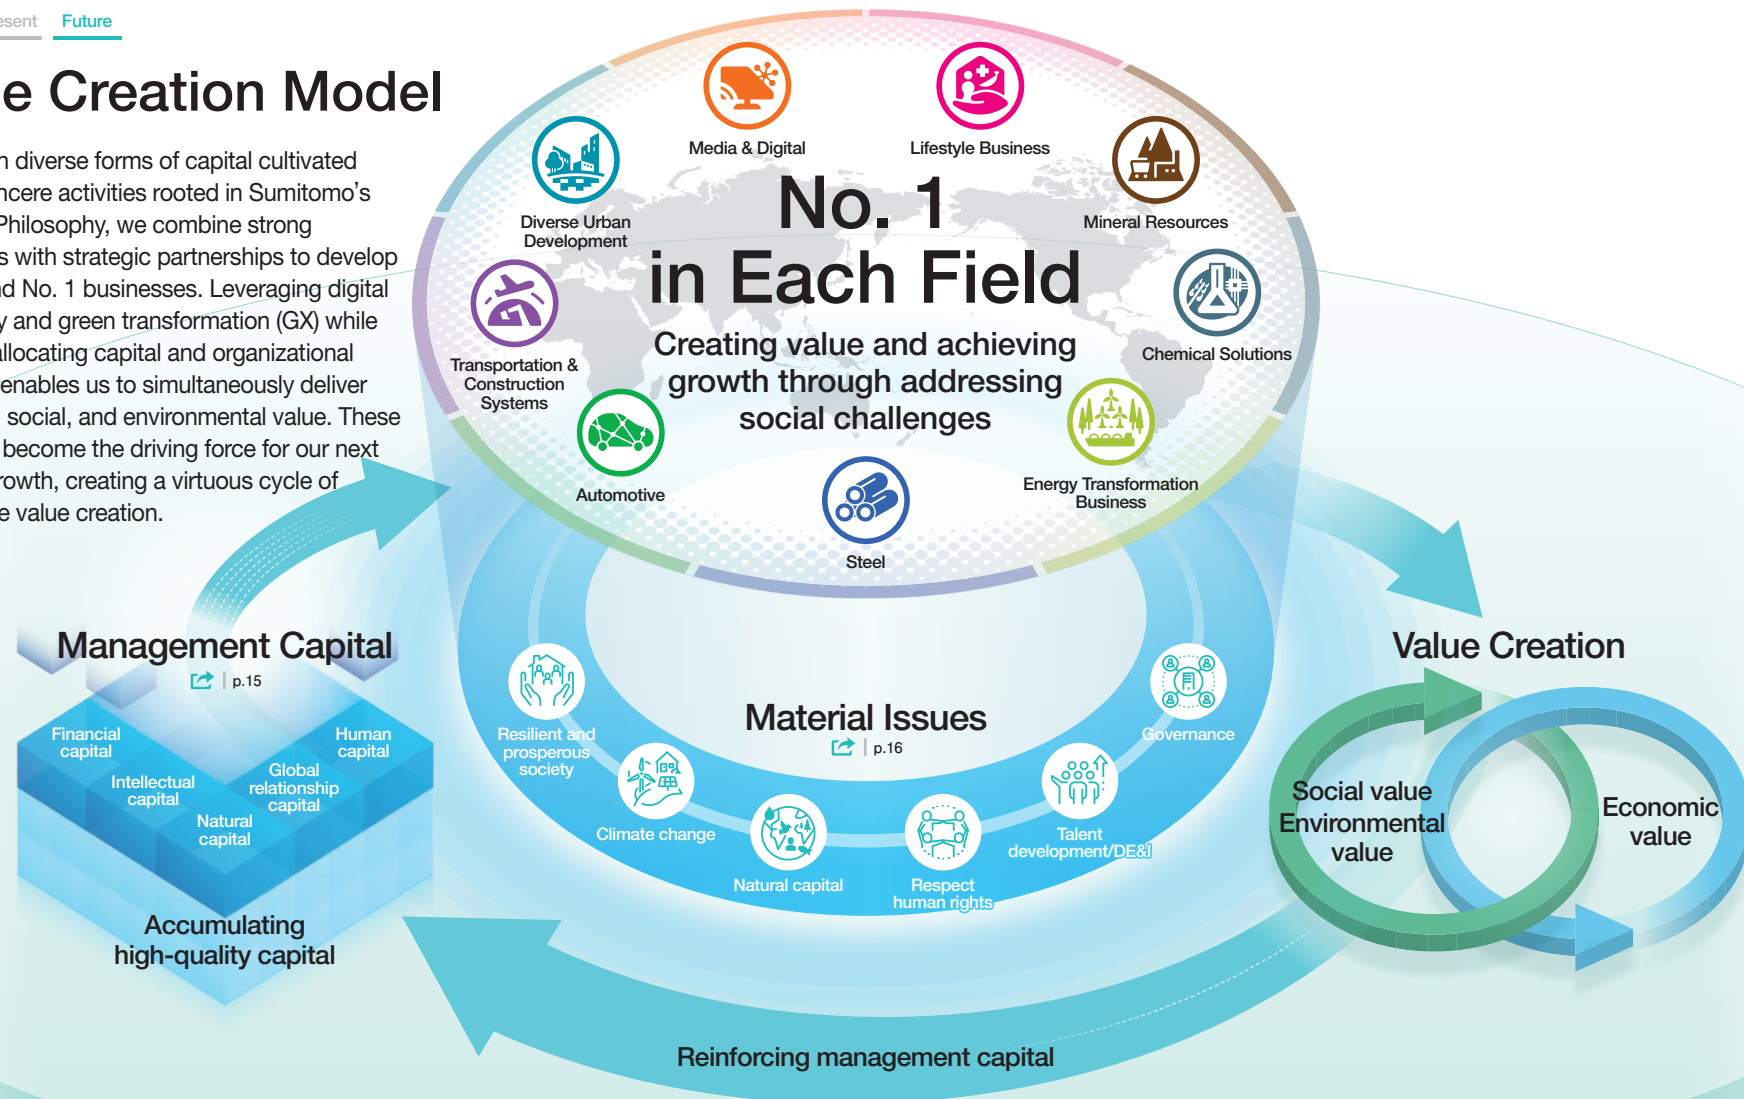 Future
Creation Model
diverse forms of capital cultivated
activities rooted in Sumitomo's
Philosophy, we combine strong
with strategic partnerships to develop
No. 1 businesses. Leveraging digital
and green transformation (GX) while
allocating capital and organizational
enables us to simultaneously deliver
social, and environmental value. These
become the driving force for our next
creating a virtuous cycle of
value creation.
Media & Digital
Lifestyle Business
Diverse Urban
Development
Mineral Resources
No. 1
in Each Field
Transportation &
Construction
Systems
Chemical Solutions
Creating value and achieving
growth through addressing
social challenges
Automotive
Energy Transformation
Business
Steel
Management Capital
p.15
Financial
capital
Human
capital
Intellectual
capital
Global
relationship
capital
Natural
capital
Accumulating
high-quality capital
Material Issues
p.16
Resilient and
prosperous
society
Climate change
Natural capital
Respect
human rights
Talent
development/DE&I
Governance
Value Creation
Social value
Environmental
value
Economic
value
Reinforcing management capital